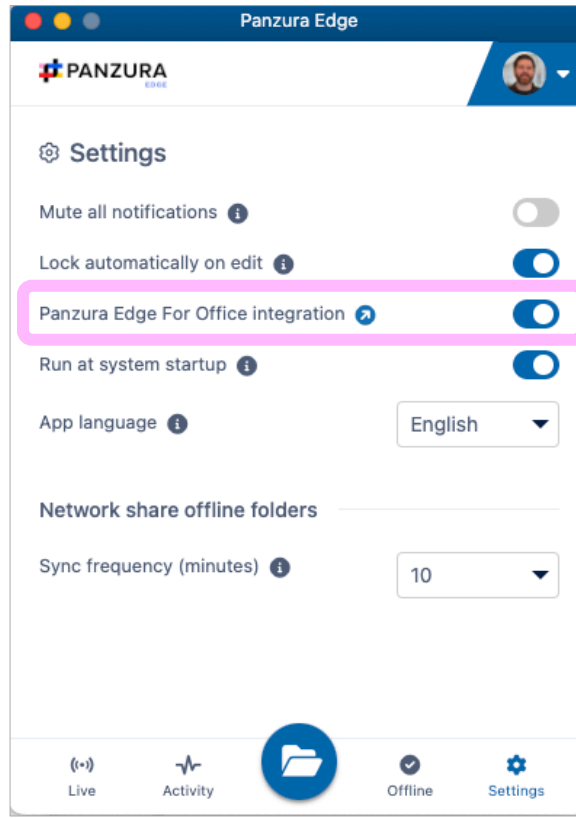 Panzura Edge
PANZURA
EDGE
Settings
Mute all notifications
Lock automatically on edit
Panzura Edge For Office integration
Run at system startup
App language
English
Network share offline folders
Sync frequency (minutes)
10
Live
Activity
Offline
Settings